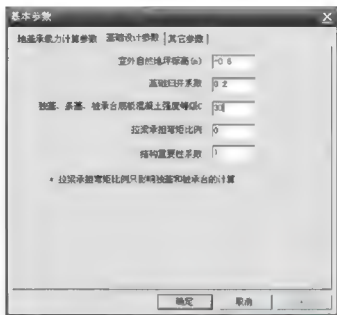 基本参数
地基承载力计算参数 基础设计参数 其它参数
室外自然地坪标高(m) -0.6
基础归并系数 0.2
独基、条基、桩承台底板混凝土强度等级C 30
拉梁承担弯矩比例 0
结构重要性系数 1
* 拉梁承担弯矩比例只影响独基和桩承台的计算
确定 取消